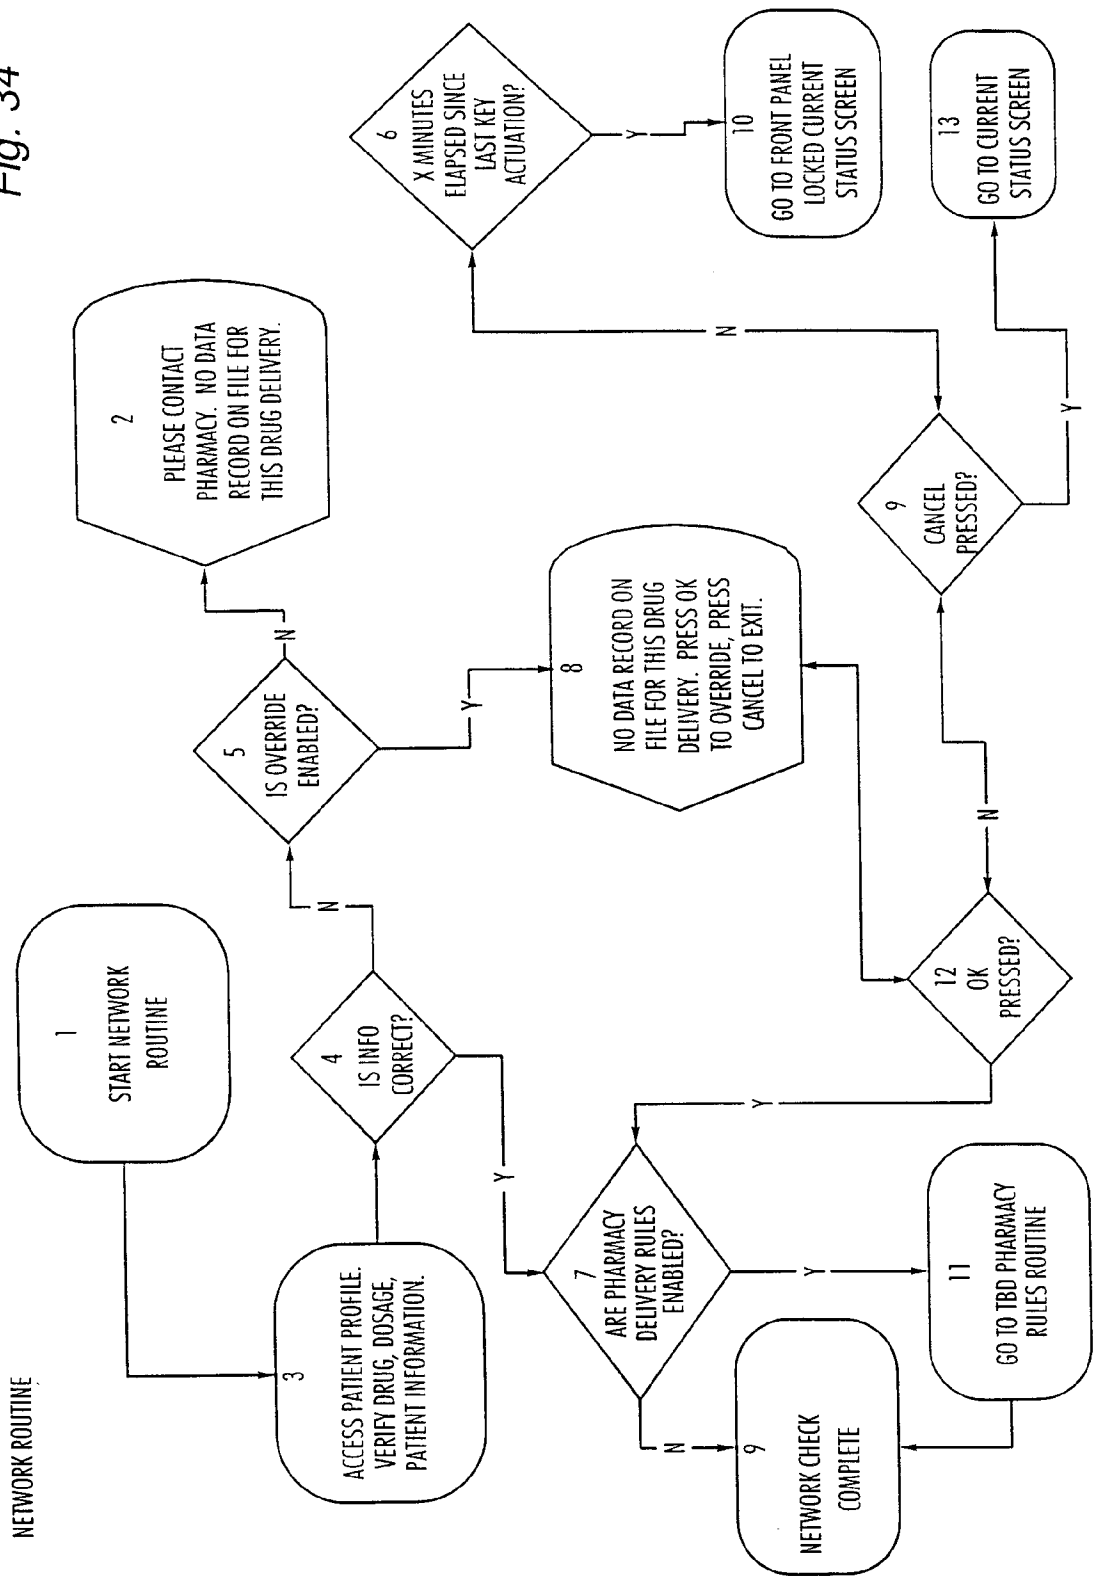 Fig. 34
NETWORK ROUTINE
1
START NETWORK
ROUTINE
2
PLEASE CONTACT
PHARMACY. NO DATA
RECORD ON FILE FOR
THIS DRUG DELIVERY.
3
ACCESS PATIENT PROFILE.
VERIFY DRUG, DOSAGE,
PATIENT INFORMATION.
4
IS INFO
CORRECT?
N
Y
5
IS OVERRIDE
ENABLED?
N
Y
6
X MINUTES
ELAPSED SINCE
LAST KEY
ACTUATION?
Y
7
ARE PHARMACY
DELIVERY RULES
ENABLED?
N
Y
8
NO DATA RECORD ON
FILE FOR THIS DRUG
DELIVERY. PRESS OK
TO OVERRIDE, PRESS
CANCEL TO EXIT.
9
NETWORK CHECK
COMPLETE
9
CANCEL
PRESSED?
N
Y
10
GO TO FRONT PANEL
LOCKED CURRENT
STATUS SCREEN
11
GO TO TBD PHARMACY
RULES ROUTINE
12
OK
PRESSED?
Y
N
13
GO TO CURRENT
STATUS SCREEN